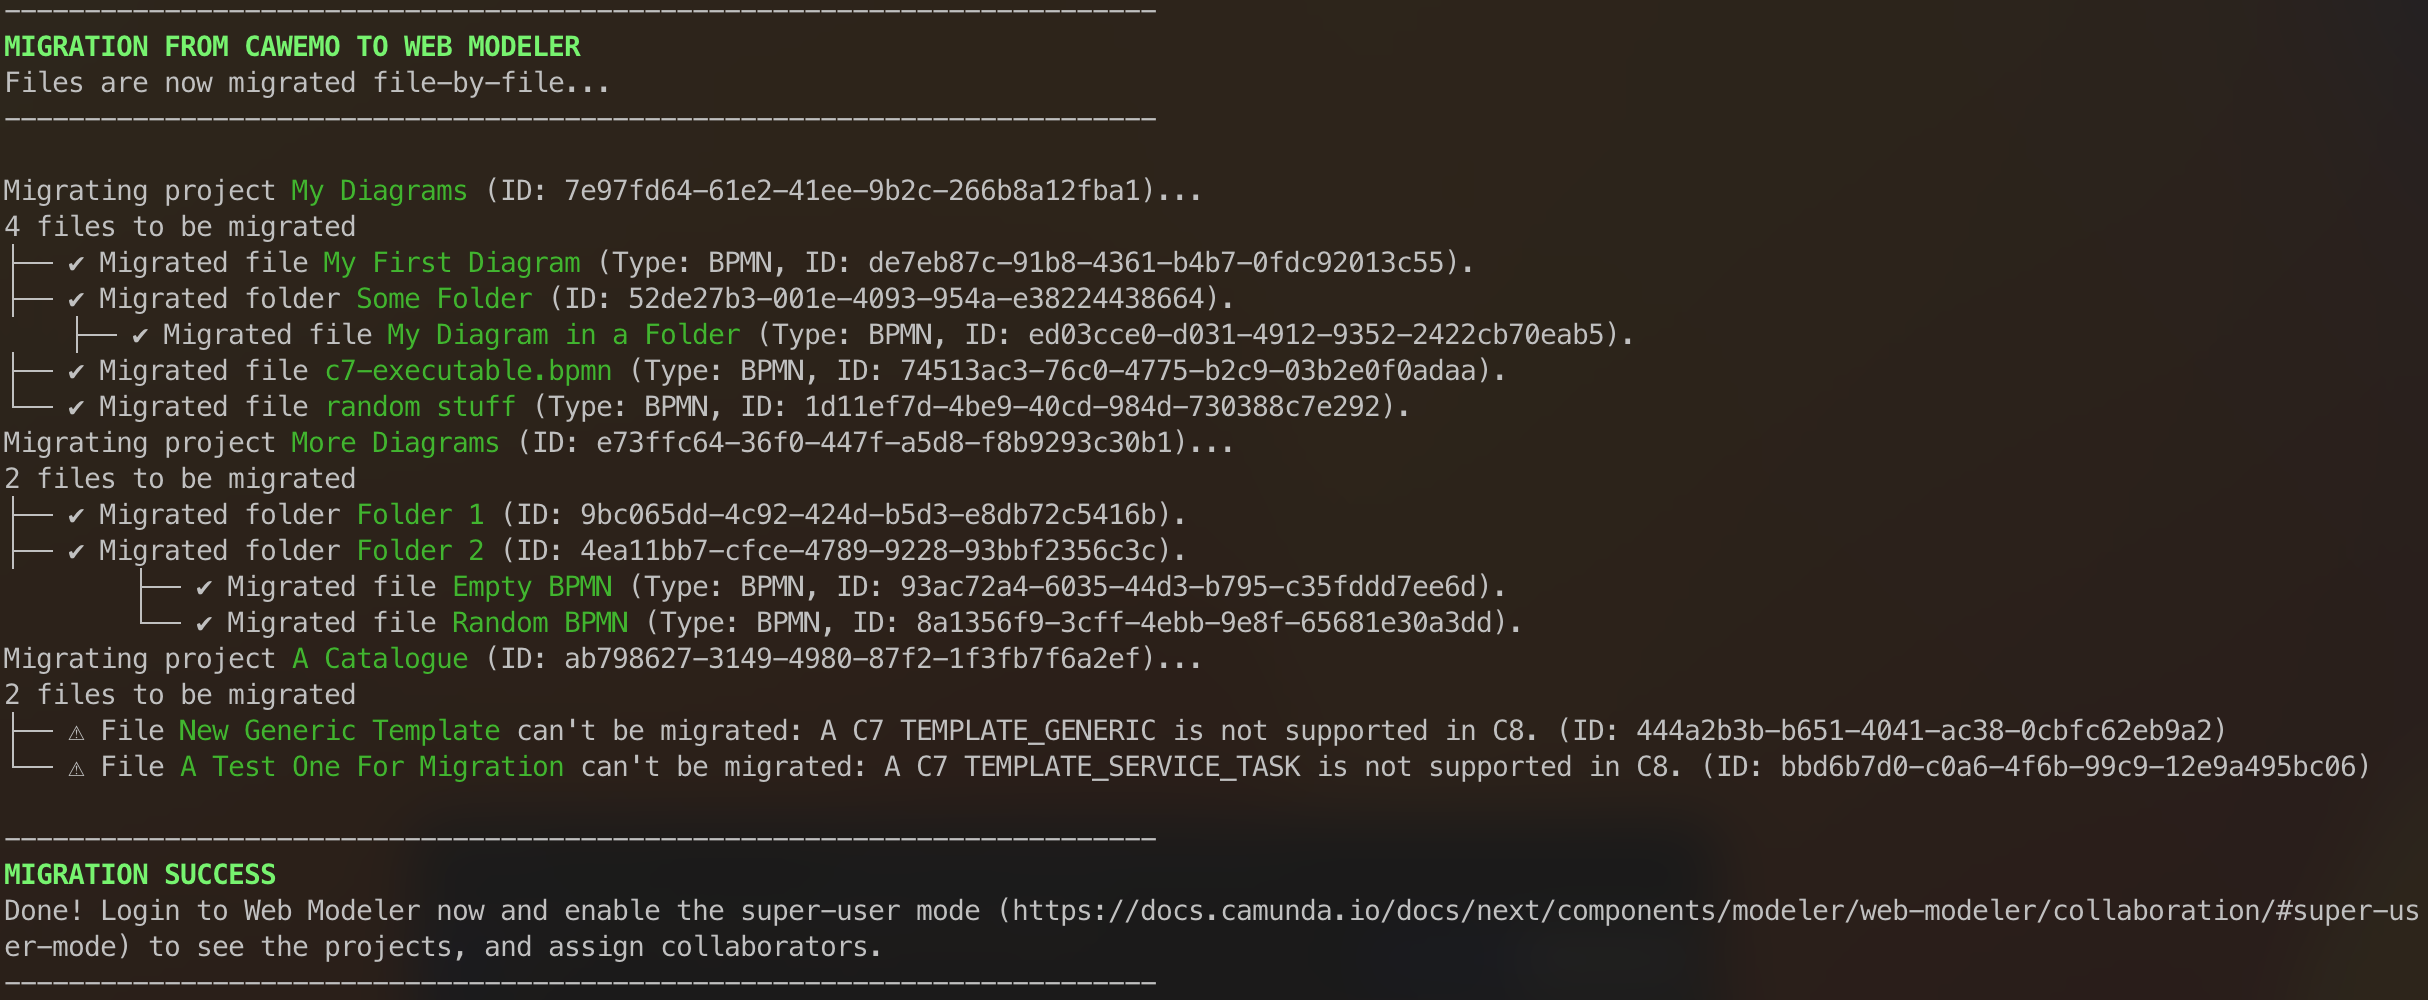 ------------------------------------------------------------------------
MIGRATION FROM CAWEMO TO WEB MODELER
Files are now migrated file-by-file...
------------------------------------------------------------------------
Migrating project My Diagrams (ID: 7e97fd64-61e2-41ee-9b2c-266b8a12fba1)...
4 files to be migrated
├── ✔ Migrated file My First Diagram (Type: BPMN, ID: de7eb87c-91b8-4361-b4b7-0fdc92013c55).
├── ✔ Migrated folder Some Folder (ID: 52de27b3-001e-4093-954a-e38224438664).
    ├── ✔ Migrated file My Diagram in a Folder (Type: BPMN, ID: ed03cce0-d031-4912-9352-2422cb70eab5).
├── ✔ Migrated file c7-executable.bpmn (Type: BPMN, ID: 74513ac3-76c0-4775-b2c9-03b2e0f0adaa).
└── ✔ Migrated file random stuff (Type: BPMN, ID: 1d11ef7d-4be9-40cd-984d-730388c7e292).
Migrating project More Diagrams (ID: e73ffc64-36f0-447f-a5d8-f8b9293c30b1)...
2 files to be migrated
├── ✔ Migrated folder Folder 1 (ID: 9bc065dd-4c92-424d-b5d3-e8db72c5416b).
├── ✔ Migrated folder Folder 2 (ID: 4ea11bb7-cfce-4789-9228-93bbf2356c3c).
        ├── ✔ Migrated file Empty BPMN (Type: BPMN, ID: 93ac72a4-6035-44d3-b795-c35fddd7ee6d).
        └── ✔ Migrated file Random BPMN (Type: BPMN, ID: 8a1356f9-3cff-4ebb-9e8f-65681e30a3dd).
Migrating project A Catalogue (ID: ab798627-3149-4980-87f2-1f3fb7f6a2ef)...
2 files to be migrated
├── ⚠ File New Generic Template can't be migrated: A C7 TEMPLATE_GENERIC is not supported in C8. (ID: 444a2b3b-b651-4041-ac38-0cbfc62eb9a2)
└── ⚠ File A Test One For Migration can't be migrated: A C7 TEMPLATE_SERVICE_TASK is not supported in C8. (ID: bbd6b7d0-c0a6-4f6b-99c9-12e9a495bc06)
------------------------------------------------------------------------
MIGRATION SUCCESS
Done! Login to Web Modeler now and enable the super-user mode (https://docs.camunda.io/docs/next/components/modeler/web-modeler/collaboration/#super-us
er-mode) to see the projects, and assign collaborators.
------------------------------------------------------------------------